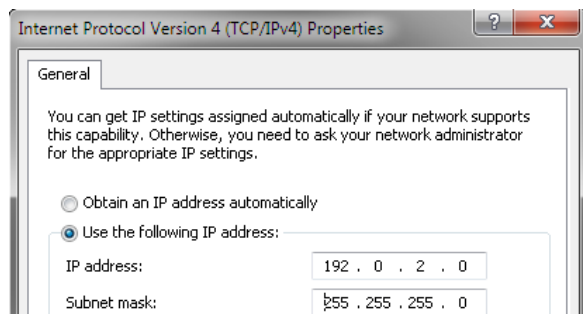 Internet Protocol Version 4 (TCP/IPv4) Properties
General
You can get IP settings assigned automatically if your network supports
this capability. Otherwise, you need to ask your network administrator
for the appropriate IP settings.
Obtain an IP address automatically
Use the following IP address:
IP address: 192 . 0 . 2 . 0
Subnet mask: 255 . 255 . 255 . 0